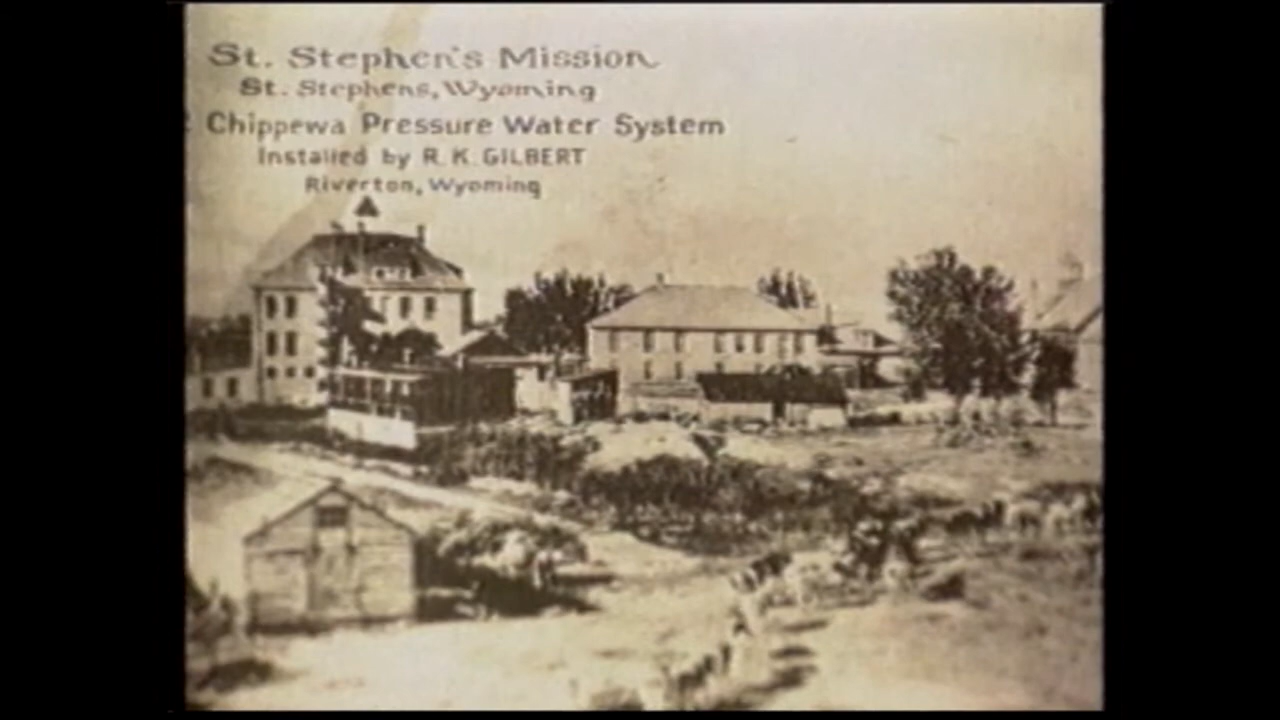 St. Stephen's Mission
St. Stephens, Wyoming
Chippewa Pressure Water System
Installed by R. K. GILBERT
Riverton, Wyoming